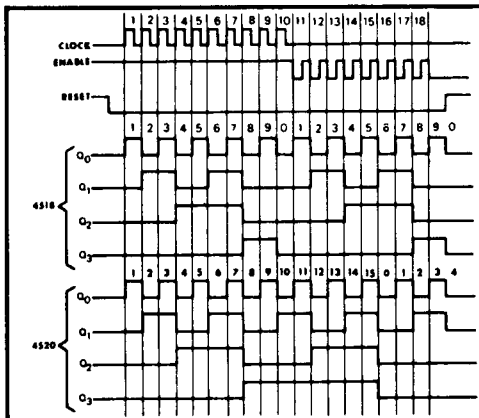 1 2 3 4 5 6 7 8 9 10 11 12 13 14 15 16 17 18
CLOCK
ENABLE
RESET
1 2 3 4 5 6 7 8 9 0 1 2 3 4 5 6 7 8 9 0
Q0
Q1
4518
Q2
Q3
1 2 3 4 5 6 7 8 9 10 11 12 13 14 15 0 1 2 3 4
Q0
Q1
4520
Q2
Q3